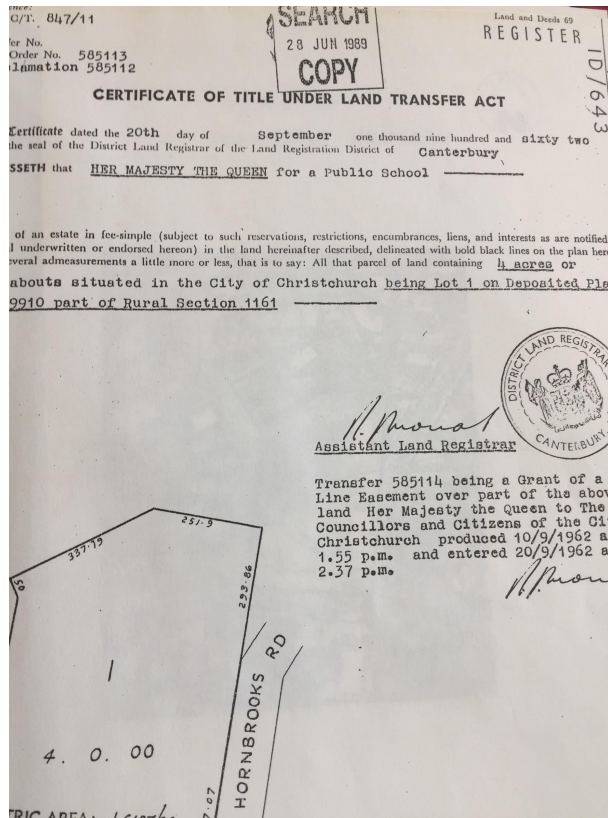 C/T. 847/11
er No.
Order No. 585113
lamation 585112
SEARCH
28 JUN 1989
COPY
Land and Deeds 69
REGISTER
1D/643
CERTIFICATE OF TITLE UNDER LAND TRANSFER ACT
Certificate dated the 20th day of September one thousand nine hundred and sixty two
the seal of the District Land Registrar of the Land Registration District of Canterbury
SSETH that HER MAJESTY THE QUEEN for a Public School
of an estate in fee-simple (subject to such reservations, restrictions, encumbrances, liens, and interests as are notified
l underwritten or endorsed hereon) in the land hereinafter described, delineated with bold black lines on the plan here
everal admeasurements a little more or less, that is to say: All that parcel of land containing 4 acres or
abouts situated in the City of Christchurch being Lot 1 on Deposited Pla
9910 part of Rural Section 1161
DISTRICT LAND REGISTRAR
CANTERBURY
Assistant Land Registrar
Transfer 585114 being a Grant of a
Line Easement over part of the abov
land Her Majesty the Queen to The
Councillors and Citizens of the Ci
Christchurch produced 10/9/1962 a
1.55 p.m. and entered 20/9/1962 a
2.37 p.m.
337.79
251.9
50
293.86
1
HORNBROOKS RD
4. 0. 00
7.07
TRIC AREA: